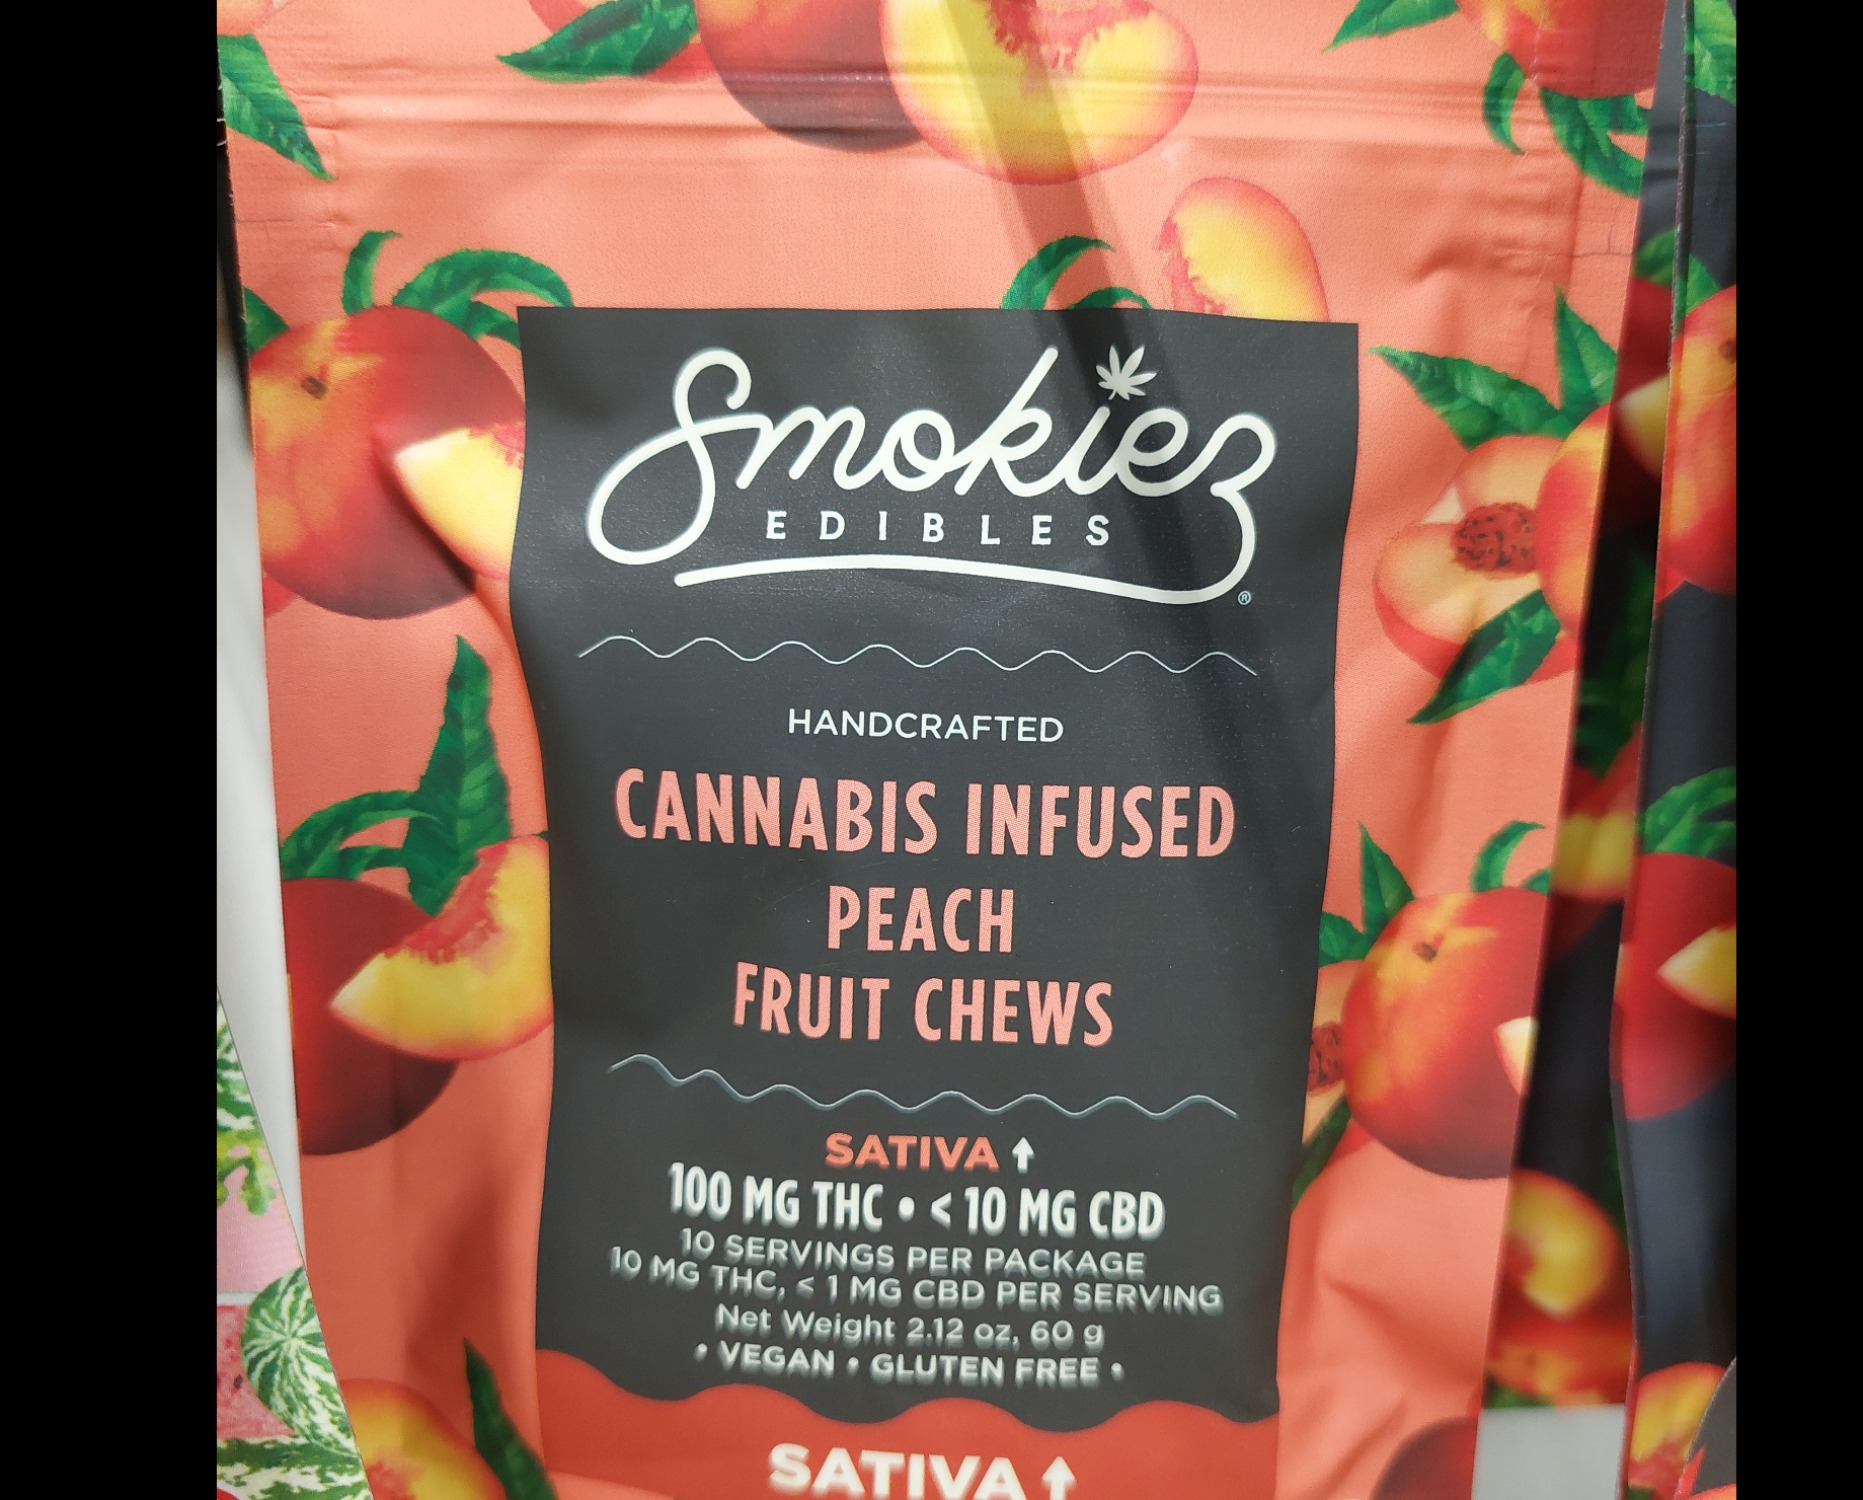 Smokiez
EDIBLES
®
HANDCRAFTED
CANNABIS INFUSED
PEACH
FRUIT CHEWS
SATIVA ↑
100 MG THC • < 10 MG CBD
10 SERVINGS PER PACKAGE
10 MG THC, < 1 MG CBD PER SERVING
Net Weight 2.12 oz, 60 g
• VEGAN • GLUTEN FREE •
SATIVA ↑